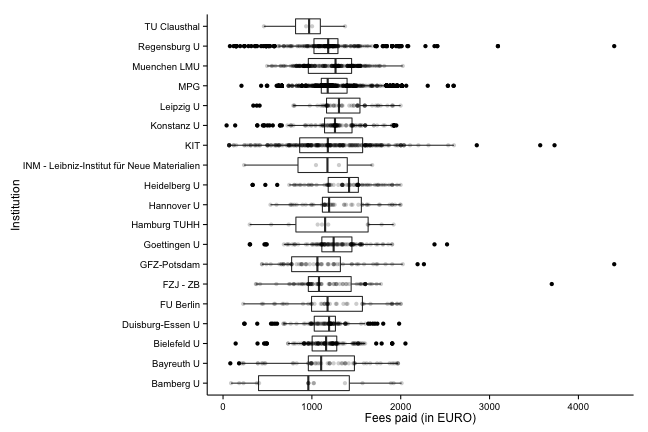 TU Clausthal
Regensburg U
Muenchen LMU
MPG
Leipzig U
Konstanz U
KIT
INM - Leibniz-Institut für Neue Materialien
Heidelberg U
Hannover U
Hamburg TUHH
Goettingen U
GFZ-Potsdam
FZJ - ZB
FU Berlin
Duisburg-Essen U
Bielefeld U
Bayreuth U
Bamberg U
Institution
0 1000 2000 3000 4000
Fees paid (in EURO)